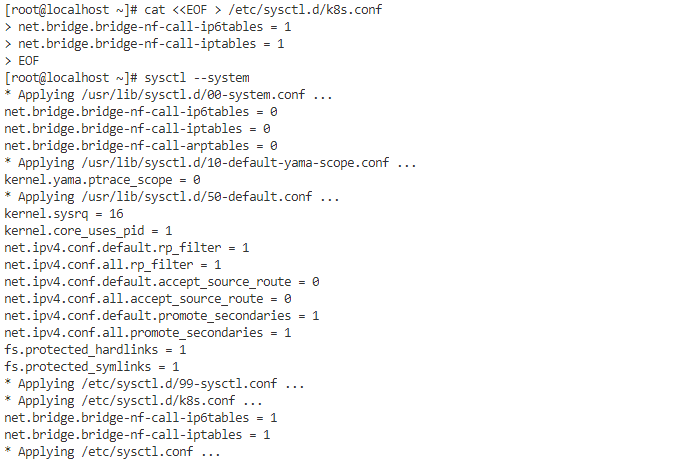 [root@localhost ~]# cat <<EOF > /etc/sysctl.d/k8s.conf
> net.bridge.bridge-nf-call-ip6tables = 1
> net.bridge.bridge-nf-call-iptables = 1
> EOF
[root@localhost ~]# sysctl --system
* Applying /usr/lib/sysctl.d/00-system.conf ...
net.bridge.bridge-nf-call-ip6tables = 0
net.bridge.bridge-nf-call-iptables = 0
net.bridge.bridge-nf-call-arptables = 0
* Applying /usr/lib/sysctl.d/10-default-yama-scope.conf ...
kernel.yama.ptrace_scope = 0
* Applying /usr/lib/sysctl.d/50-default.conf ...
kernel.sysrq = 16
kernel.core_uses_pid = 1
net.ipv4.conf.default.rp_filter = 1
net.ipv4.conf.all.rp_filter = 1
net.ipv4.conf.default.accept_source_route = 0
net.ipv4.conf.all.accept_source_route = 0
net.ipv4.conf.default.promote_secondaries = 1
net.ipv4.conf.all.promote_secondaries = 1
fs.protected_hardlinks = 1
fs.protected_symlinks = 1
* Applying /etc/sysctl.d/99-sysctl.conf ...
* Applying /etc/sysctl.d/k8s.conf ...
net.bridge.bridge-nf-call-ip6tables = 1
net.bridge.bridge-nf-call-iptables = 1
* Applying /etc/sysctl.conf ...